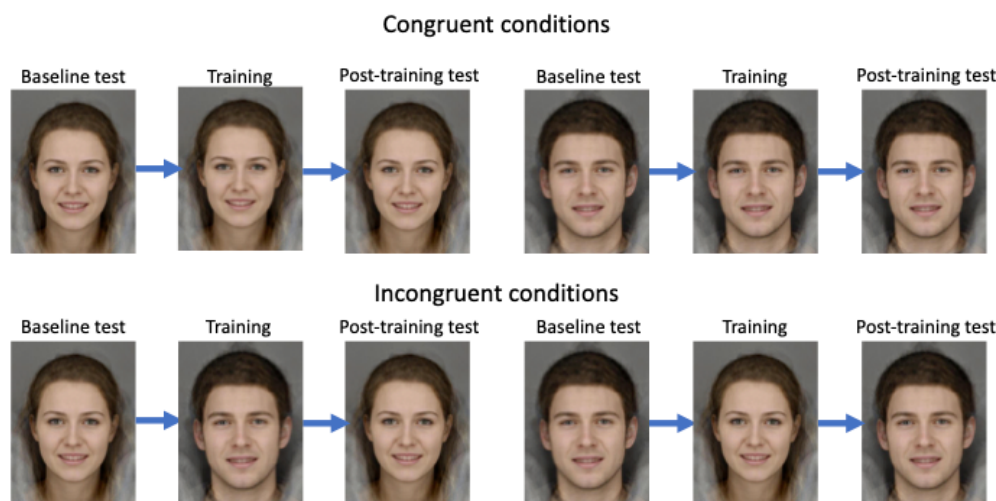 Congruent conditions
Baseline test Training Post-training test Baseline test Training Post-training test
Incongruent conditions
Baseline test Training Post-training test Baseline test Training Post-training test